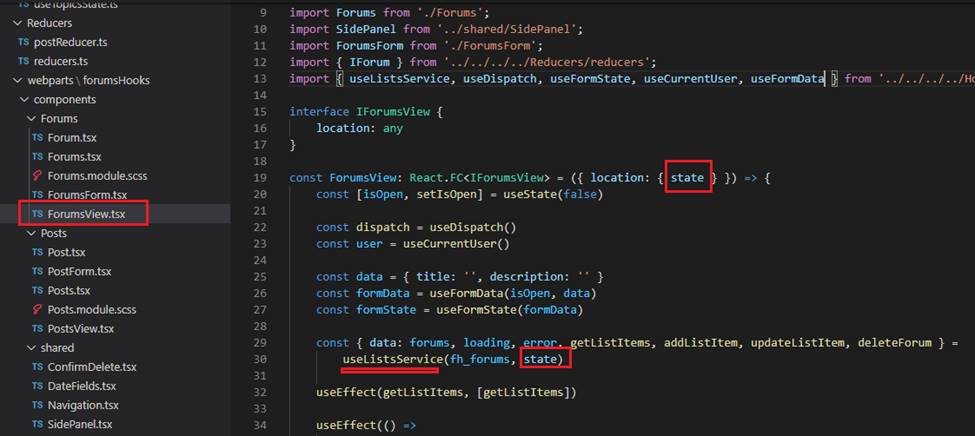 useTopicsState.ts
Reducers
TS postReducer.ts
TS reducers.ts
webparts \ forumsHooks
components
Forums
TS Forum.tsx
TS Forums.tsx
Forums.module.scss
TS ForumsForm.tsx
TS ForumsView.tsx
Posts
TS Post.tsx
TS PostForm.tsx
TS Posts.tsx
Posts.module.scss
TS PostsView.tsx
shared
TS ConfirmDelete.tsx
TS DateFields.tsx
TS Navigation.tsx
TS SidePanel.tsx
9 import Forums from './Forums';
10 import SidePanel from '../shared/SidePanel';
11 import ForumsForm from './ForumsForm';
12 import { IForum } from '../../../../Reducers/reducers';
13 import { useListsService, useDispatch, useFormState, useCurrentUser, useFormData } from '../../../../Ho
14
15 interface IForumsView {
16 location: any
17 }
18
19 const ForumsView: React.FC<IForumsView> = ({ location: { state } }) => {
20 const [isOpen, setIsOpen] = useState(false)
21
22 const dispatch = useDispatch()
23 const user = useCurrentUser()
24
25 const data = { title: '', description: '' }
26 const formData = useFormData(isOpen, data)
27 const formState = useFormState(formData)
28
29 const { data: forums, loading, error, getListItems, addListItem, updateListItem, deleteForum } =
30 useListsService(fh_forums, state)
31
32 useEffect(getListItems, [getListItems])
33
34 useEffect(() =>